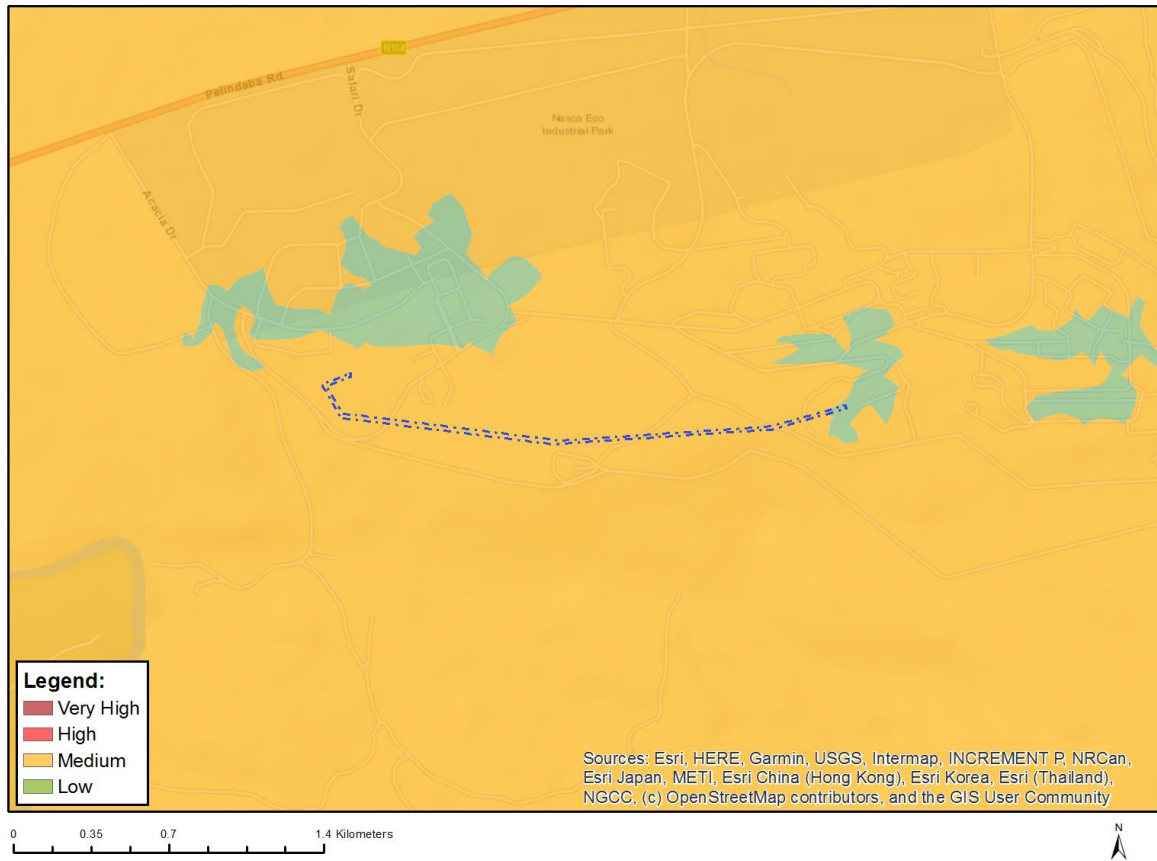 R104
Pelindaba Rd
Safari Dr
Nesca Eco
Industrial Park
Acacia Dr
Legend:
Very High
High
Medium
Low
Sources: Esri, HERE, Garmin, USGS, Intermap, INCREMENT P, NRCan,
Esri Japan, METI, Esri China (Hong Kong), Esri Korea, Esri (Thailand),
NGCC, (c) OpenStreetMap contributors, and the GIS User Community
0 0.35 0.7 1.4 Kilometers
N